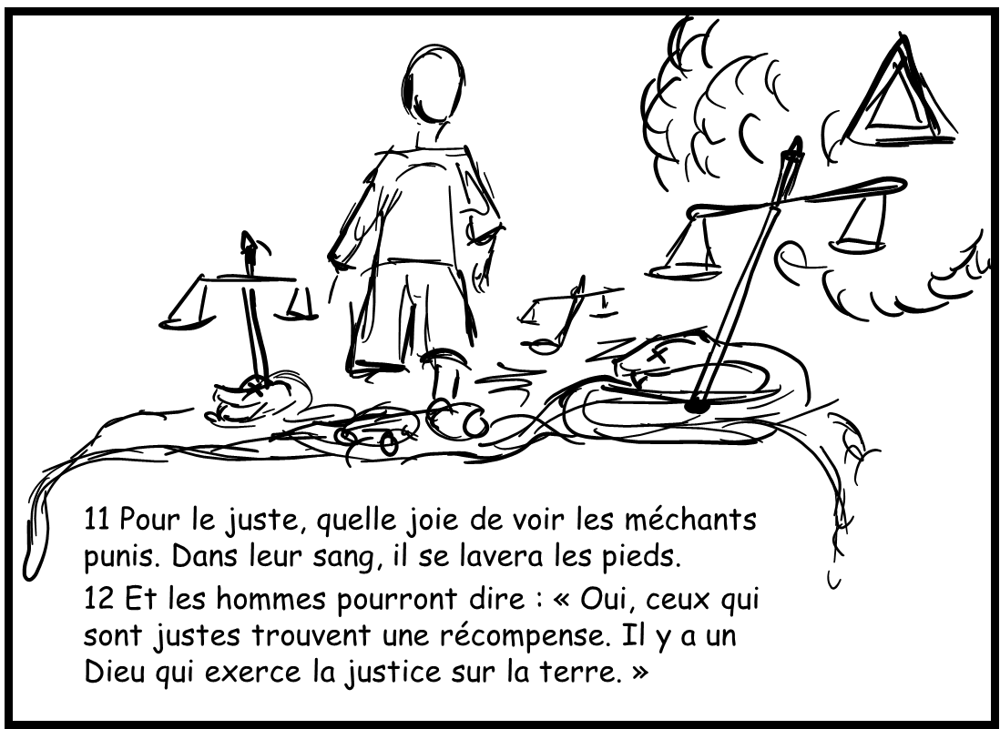 11 Pour le juste, quelle joie de voir les méchants
punis. Dans leur sang, il se lavera les pieds.
12 Et les hommes pourront dire : « Oui, ceux qui
sont justes trouvent une récompense. Il y a un
Dieu qui exerce la justice sur la terre. »